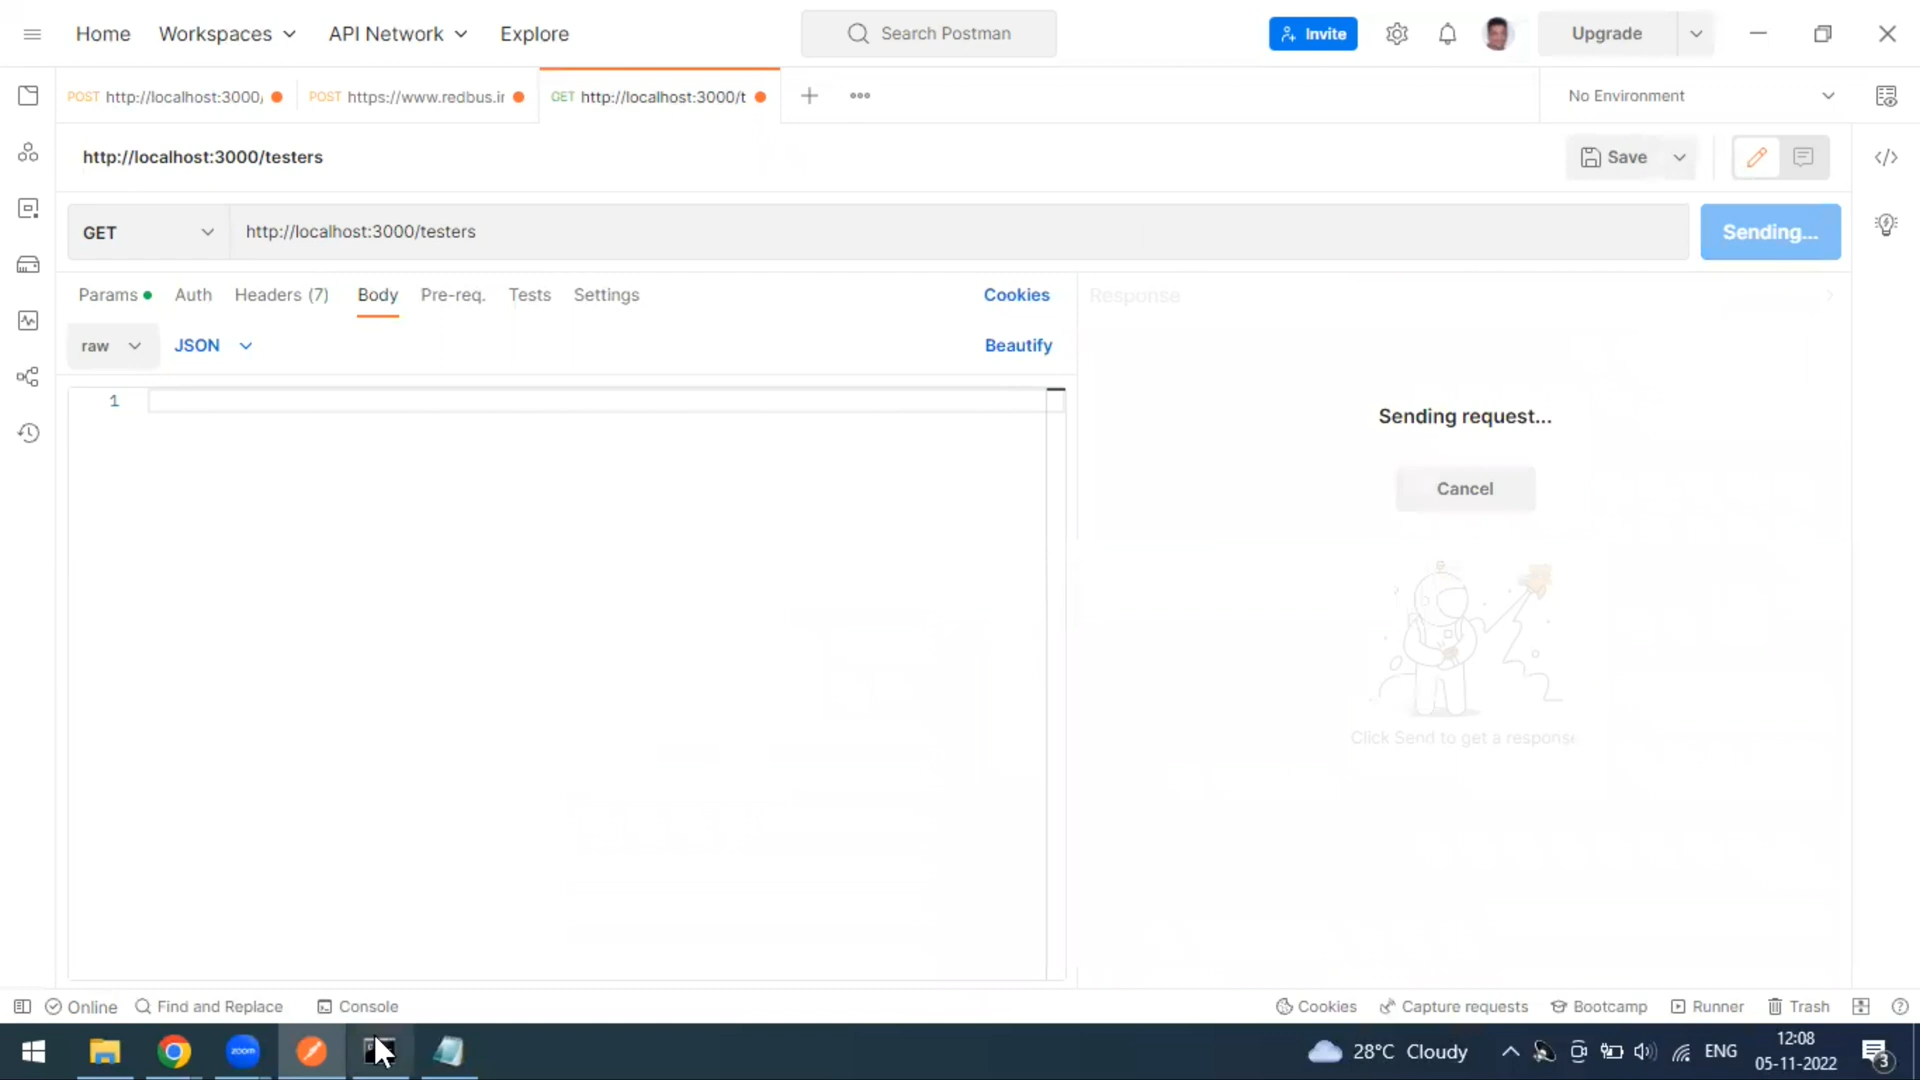 Home Workspaces API Network Explore Search Postman Invite Upgrade
POST http://localhost:3000/ POST https://www.redbus.in GET http://localhost:3000/t No Environment
http://localhost:3000/testers Save
GET http://localhost:3000/testers Sending...
Params Auth Headers (7) Body Pre-req. Tests Settings Cookies Response
raw JSON Beautify
1
Sending request...
Cancel
Click Send to get a response
Online Find and Replace Console Cookies Capture requests Bootcamp Runner Trash
zoom 28°C Cloudy ENG 12:08
05-11-2022 3